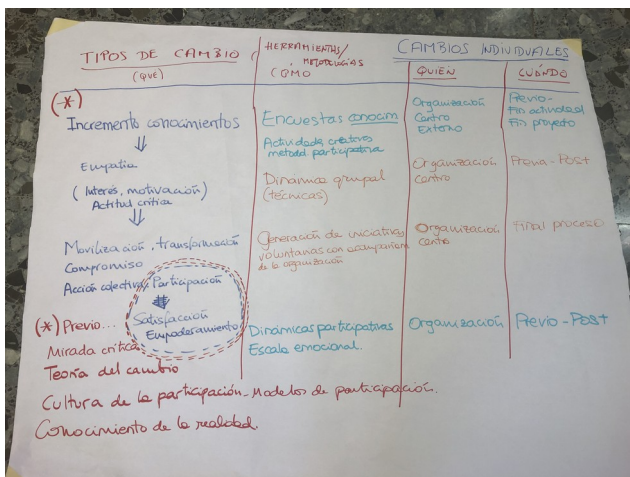 TIPOS DE CAMBIO
(QUÉ)
HERRAMIENTAS/
METODOLOGÍAS
CÓMO
CAMBIOS INDIVIDUALES
QUIÉN
CUÁNDO
(*)
Incremento conocimientos
Encuestas conocim
Actividades creativas
metod participativa
Organización
Centro
Externo
Previo-
Fin actividad
Fin proyecto
Empatía
(Interés, motivación)
Actitud crítica
Dinámica grupal
(técnicas)
Organización
Centro
Previa-Post
Movilización, transformación
Compromiso
Acción colectiva, Participación
Generación de iniciativas
voluntarias con
de la organización
Organización
Centro
Final proceso
Satisfacción
Empoderamiento
Dinámicas participativas
Escala emocional.
Organización
Previo-Post
(*) Previo...
Mirada crítica
Teoría del cambio
Cultura de la participación - Modelos de participación.
Conocimiento de la realidad.